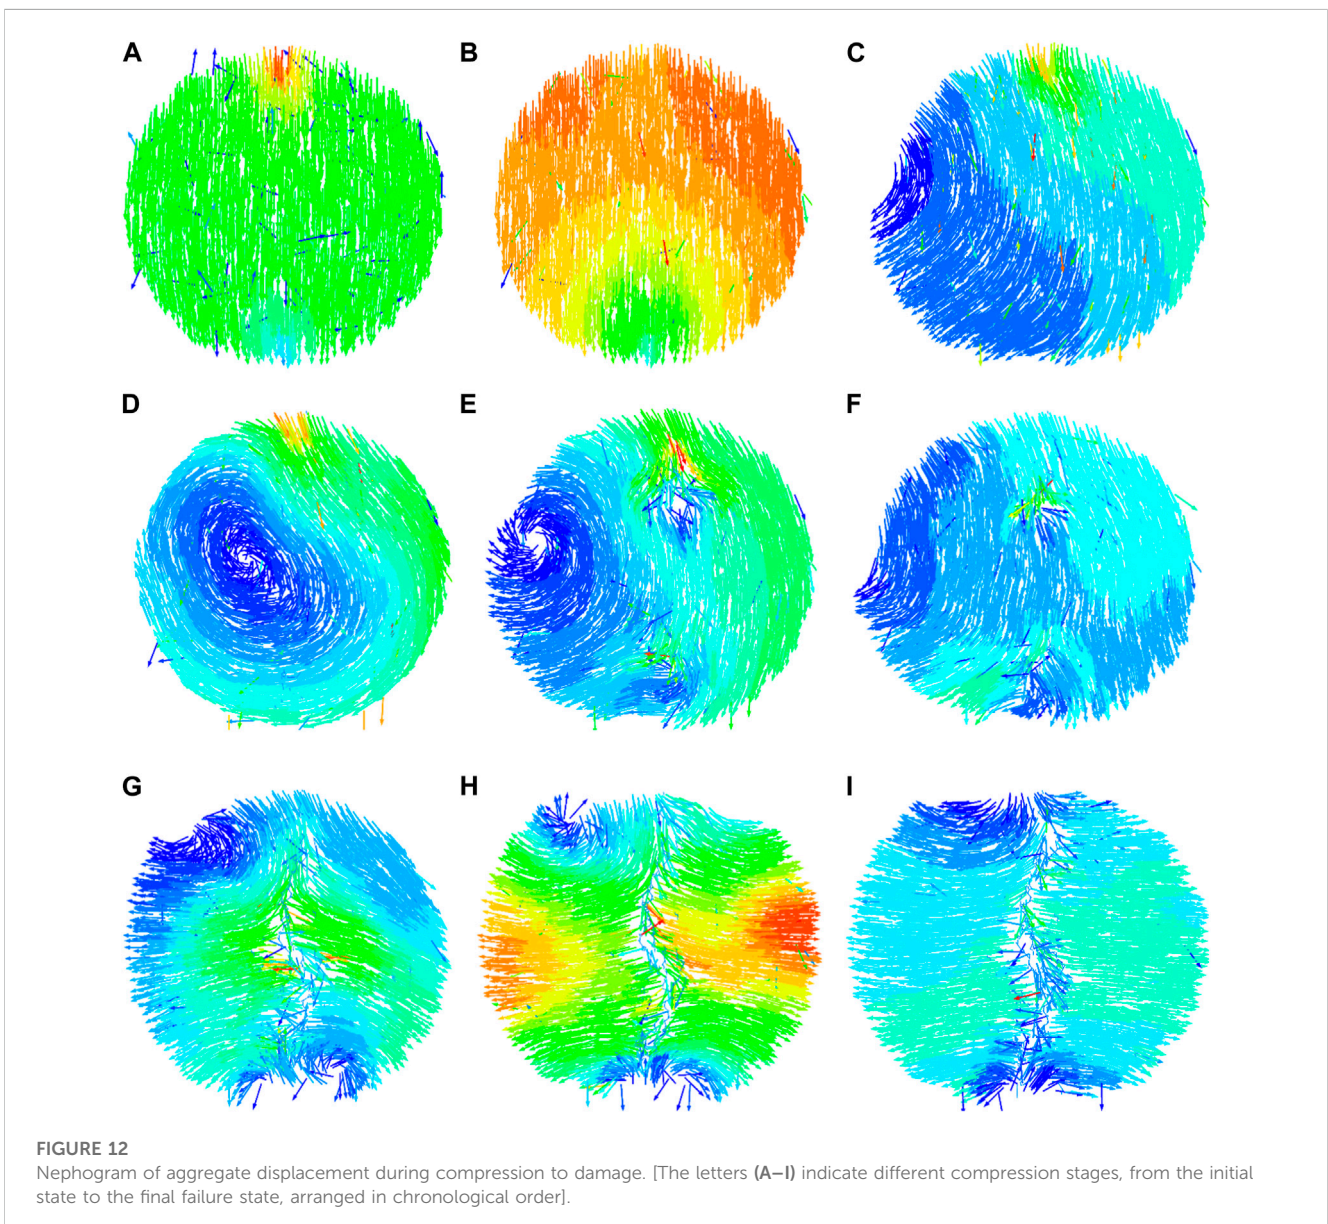 A
B
C
D
E
F
G
H
I
FIGURE 12
Nephogram of aggregate displacement during compression to damage. [The letters (A–I) indicate different compression stages, from the initial
state to the final failure state, arranged in chronological order].